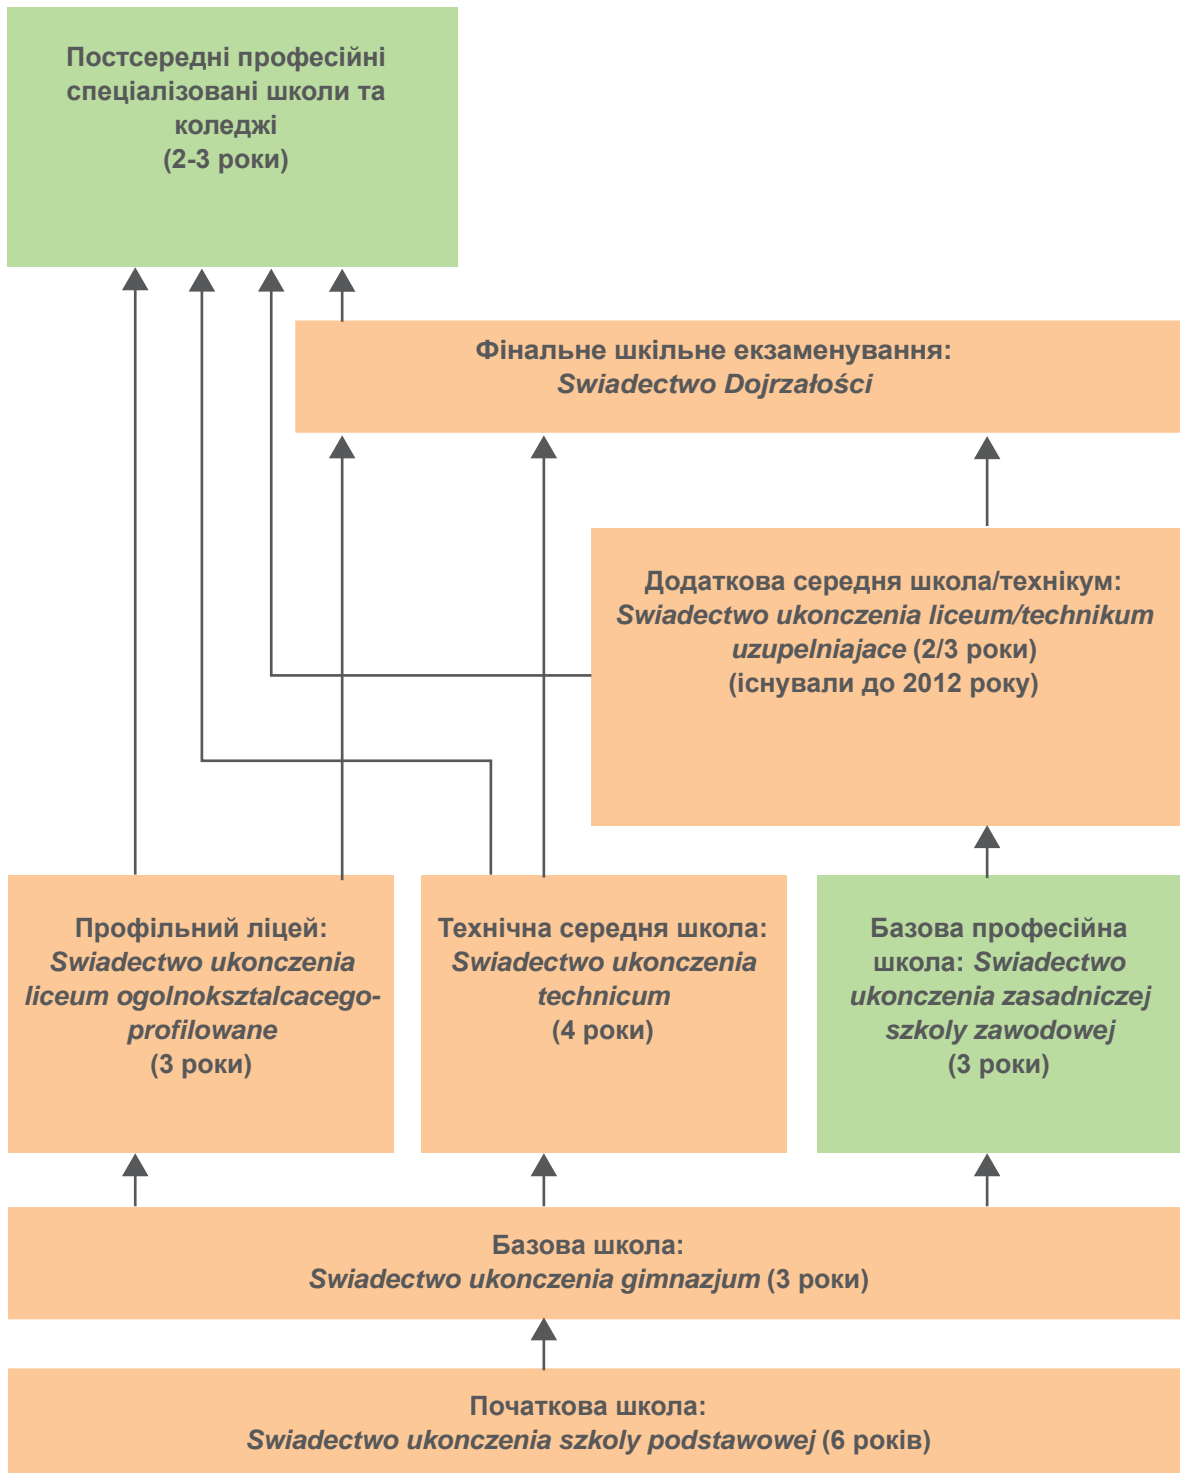 Постсередні професійні
спеціалізовані школи та
коледжі
(2-3 роки)
Фінальне шкільне екзаменування:
Swiadectwo Dojrzałości
Додаткова середня школа/технікум:
Swiadectwo ukonczenia liceum/technikum
uzupelniajace (2/3 роки)
(існували до 2012 року)
Профільний ліцей:
Swiadectwo ukonczenia
liceum ogolnoksztalcacego-
profilowane
(3 роки)
Технічна середня школа:
Swiadectwo ukonczenia
technicum
(4 роки)
Базова професійна
школа: Swiadectwo
ukonczenia zasadniczej
szkoly zawodowej
(3 роки)
Базова школа:
Swiadectwo ukonczenia gimnazjum (3 роки)
Початкова школа:
Swiadectwo ukonczenia szkoly podstawowej (6 років)